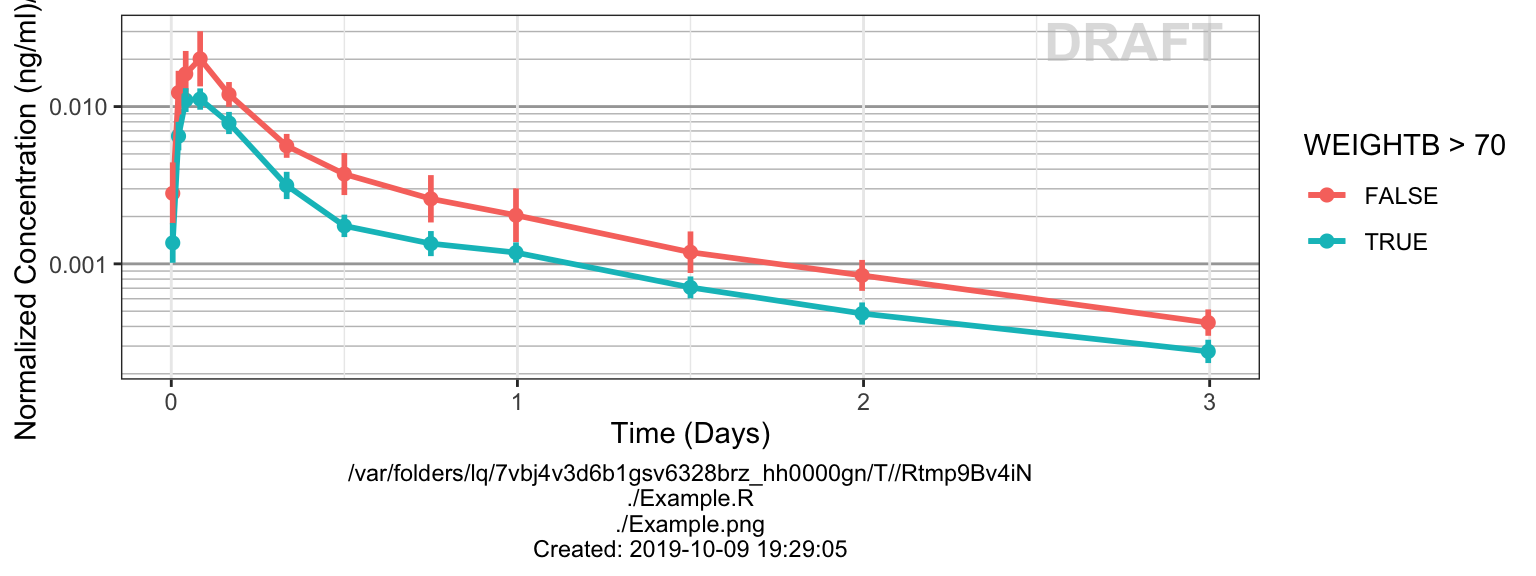 Normalized Concentration (ng/ml)/
DRAFT
0.010
0.001
0
1
2
3
Time (Days)
WEIGHTB > 70
FALSE
TRUE
/var/folders/lq/7vbj4v3d6b1gsv6328brz_hh0000gn/T//Rtmp9Bv4iN
./Example.R
./Example.png
Created: 2019-10-09 19:29:05